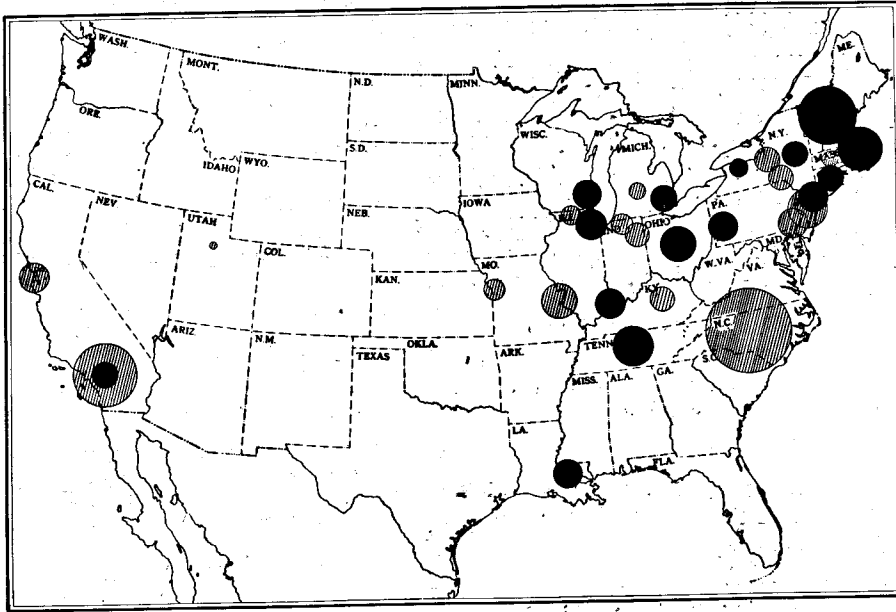 WASH.
MONT.
N.D.
MINN.
ME.
ORE.
WISC.
MICH.
N.Y.
MASS
S.D.
IDAHO
WYO.
CAL.
NEV
IOWA
PA.
UTAH
NEB.
OHIO
MD.
COL.
MO.
W.VA.
VA.
KAN.
KY.
ARIZ
N.M.
OKLA.
TENN
N.C.
TEXAS
ARK.
S.C.
MISS.
ALA.
GA.
LA.
FLA.